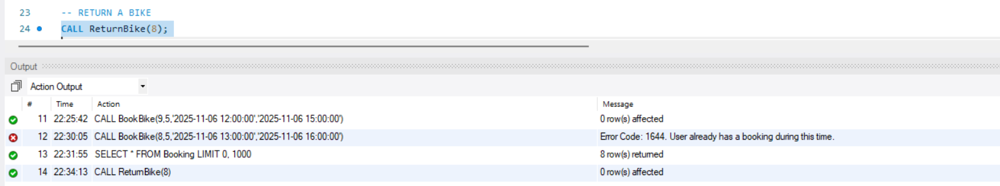 23 -- RETURN A BIKE
24 CALL ReturnBike(8);
Output
Action Output
# Time Action Message
11 22:25:42 CALL BookBike(9,5,'2025-11-06 12:00:00','2025-11-06 15:00:00') 0 row(s) affected
12 22:30:05 CALL BookBike(8,5,'2025-11-06 13:00:00','2025-11-06 16:00:00') Error Code: 1644. User already has a booking during this time.
13 22:31:55 SELECT * FROM Booking LIMIT 0, 1000 8 row(s) returned
14 22:34:13 CALL ReturnBike(8) 0 row(s) affected